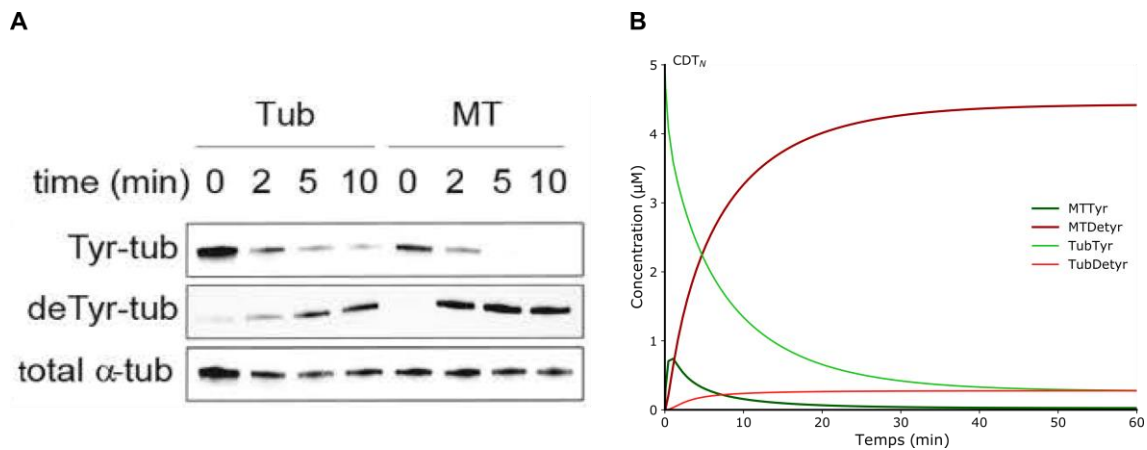 A
Tub MT
time (min) 0 2 5 10 0 2 5 10
Tyr-tub
deTyr-tub
total α-tub
B
CDT_N
5
4
3
2
1
0
Concentration (µM)
MTTyr
MTDetyr
TubTyr
TubDetyr
0 10 20 30 40 50 60
Temps (min)